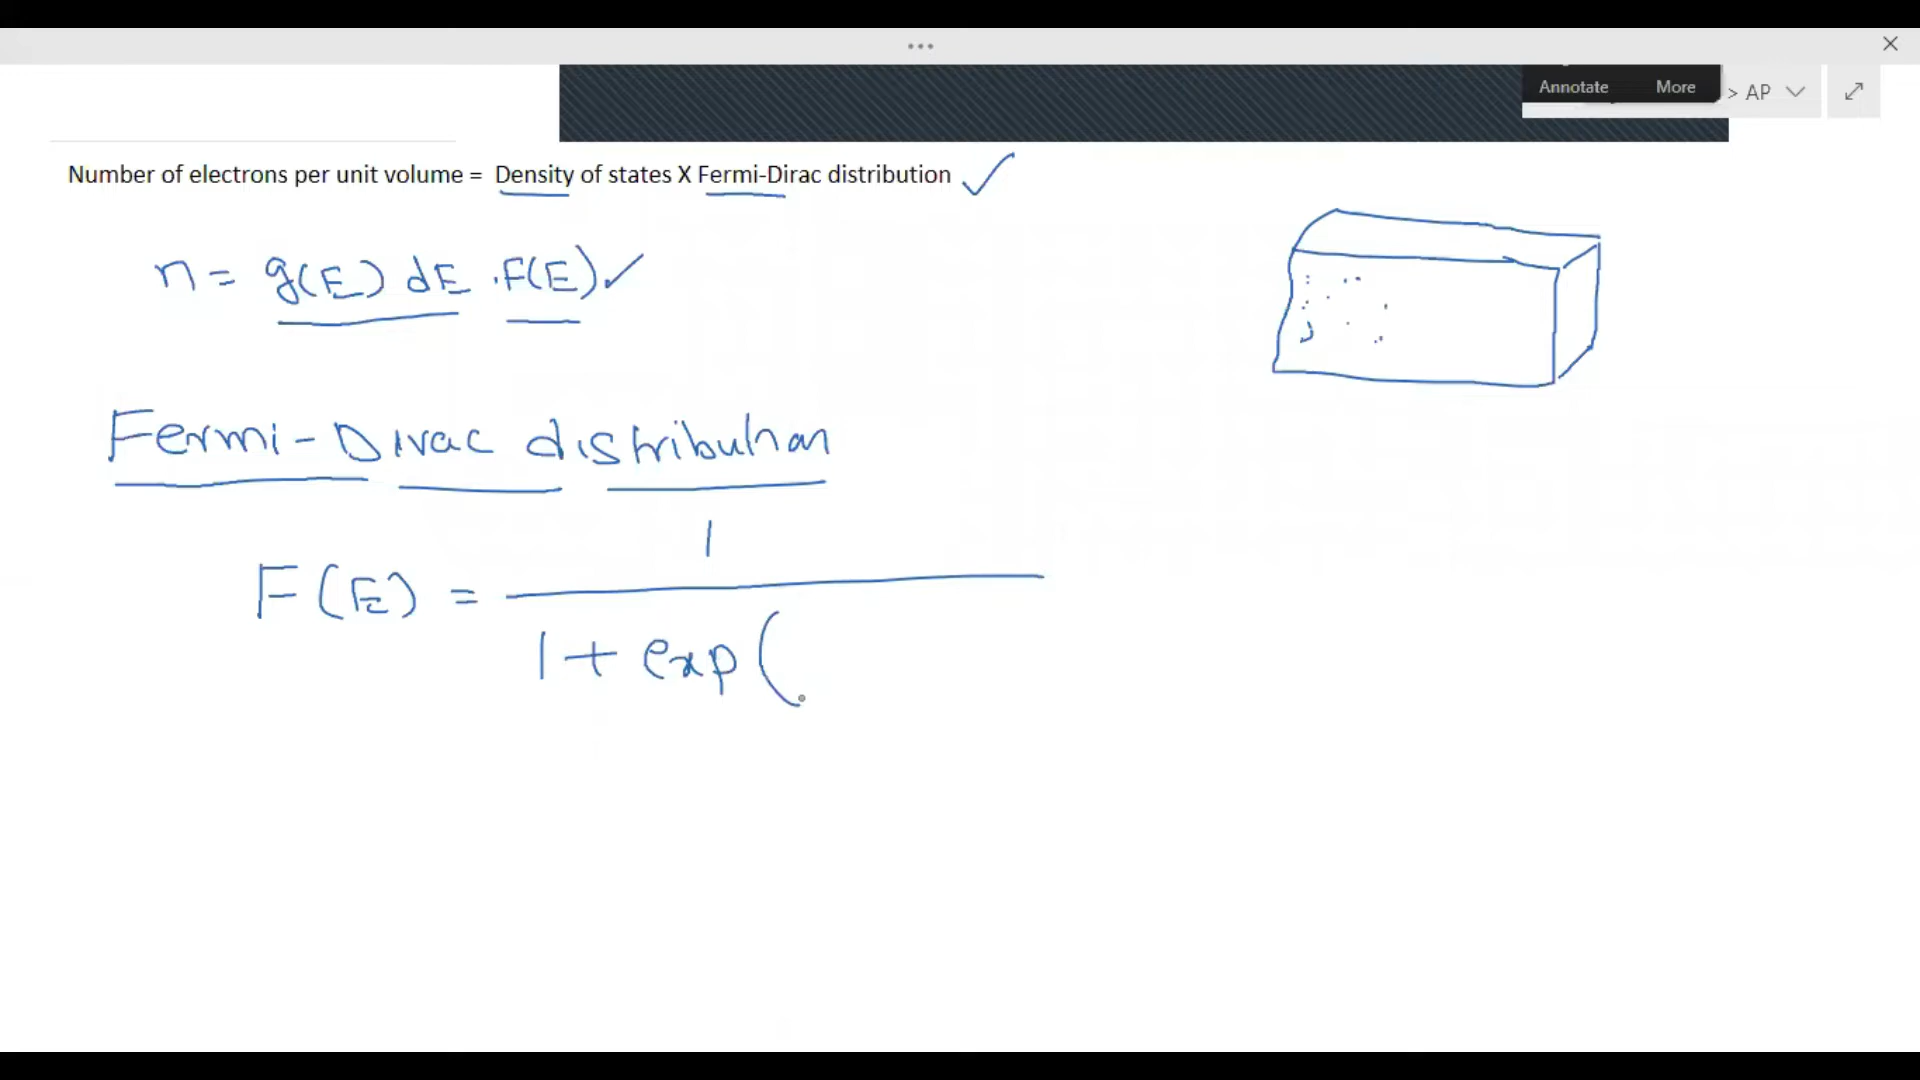 •••
Annotate More > AP
Number of electrons per unit volume = Density of states X Fermi-Dirac distribution ✓
n = g(E) dE . F(E) ✓
Fermi-Dirac distribution
1
F(E) =
1 + exp (